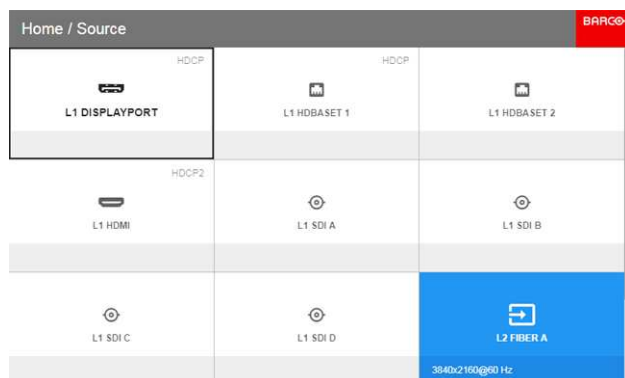 Home / Source
BARCO
HDCP
HDCP
L1 DISPLAYPORT
L1 HDBASET 1
L1 HDBASET 2
HDCP2
L1 HDMI
L1 SDI A
L1 SDI B
L1 SDI C
L1 SDI D
L2 FIBER A
3840x2160@60 Hz